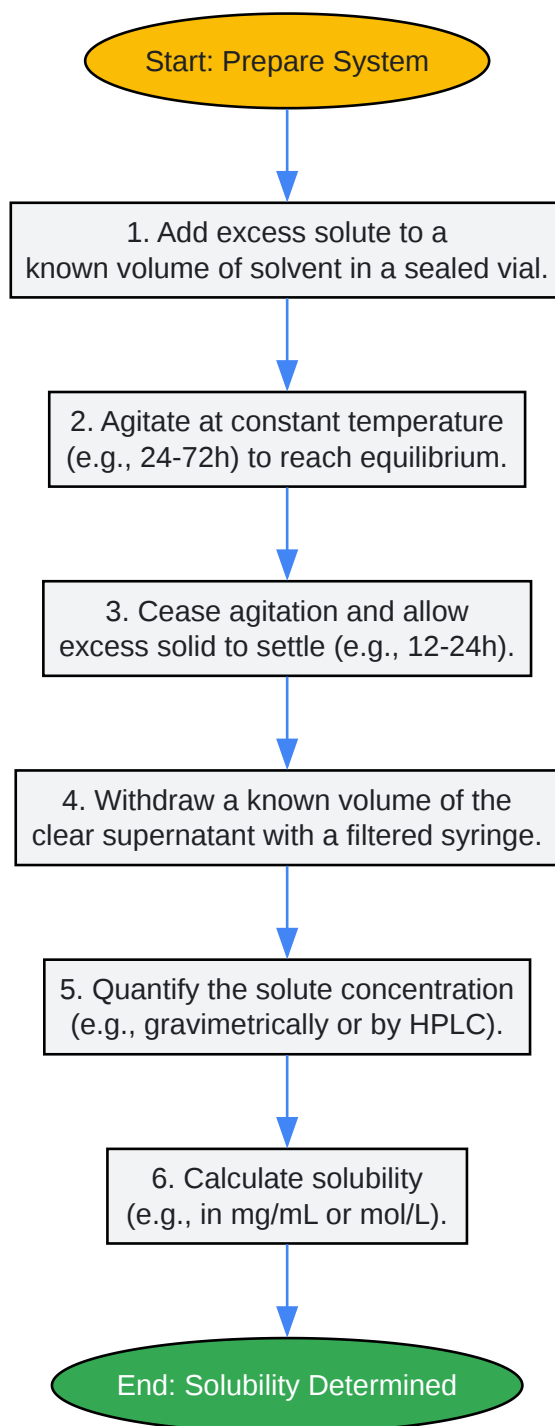 Start: Prepare System
1. Add excess solute to a
known volume of solvent in a sealed vial.
2. Agitate at constant temperature
(e.g., 24-72h) to reach equilibrium.
3. Cease agitation and allow
excess solid to settle (e.g., 12-24h).
4. Withdraw a known volume of the
clear supernatant with a filtered syringe.
5. Quantify the solute concentration
(e.g., gravimetrically or by HPLC).
6. Calculate solubility
(e.g., in mg/mL or mol/L).
End: Solubility Determined